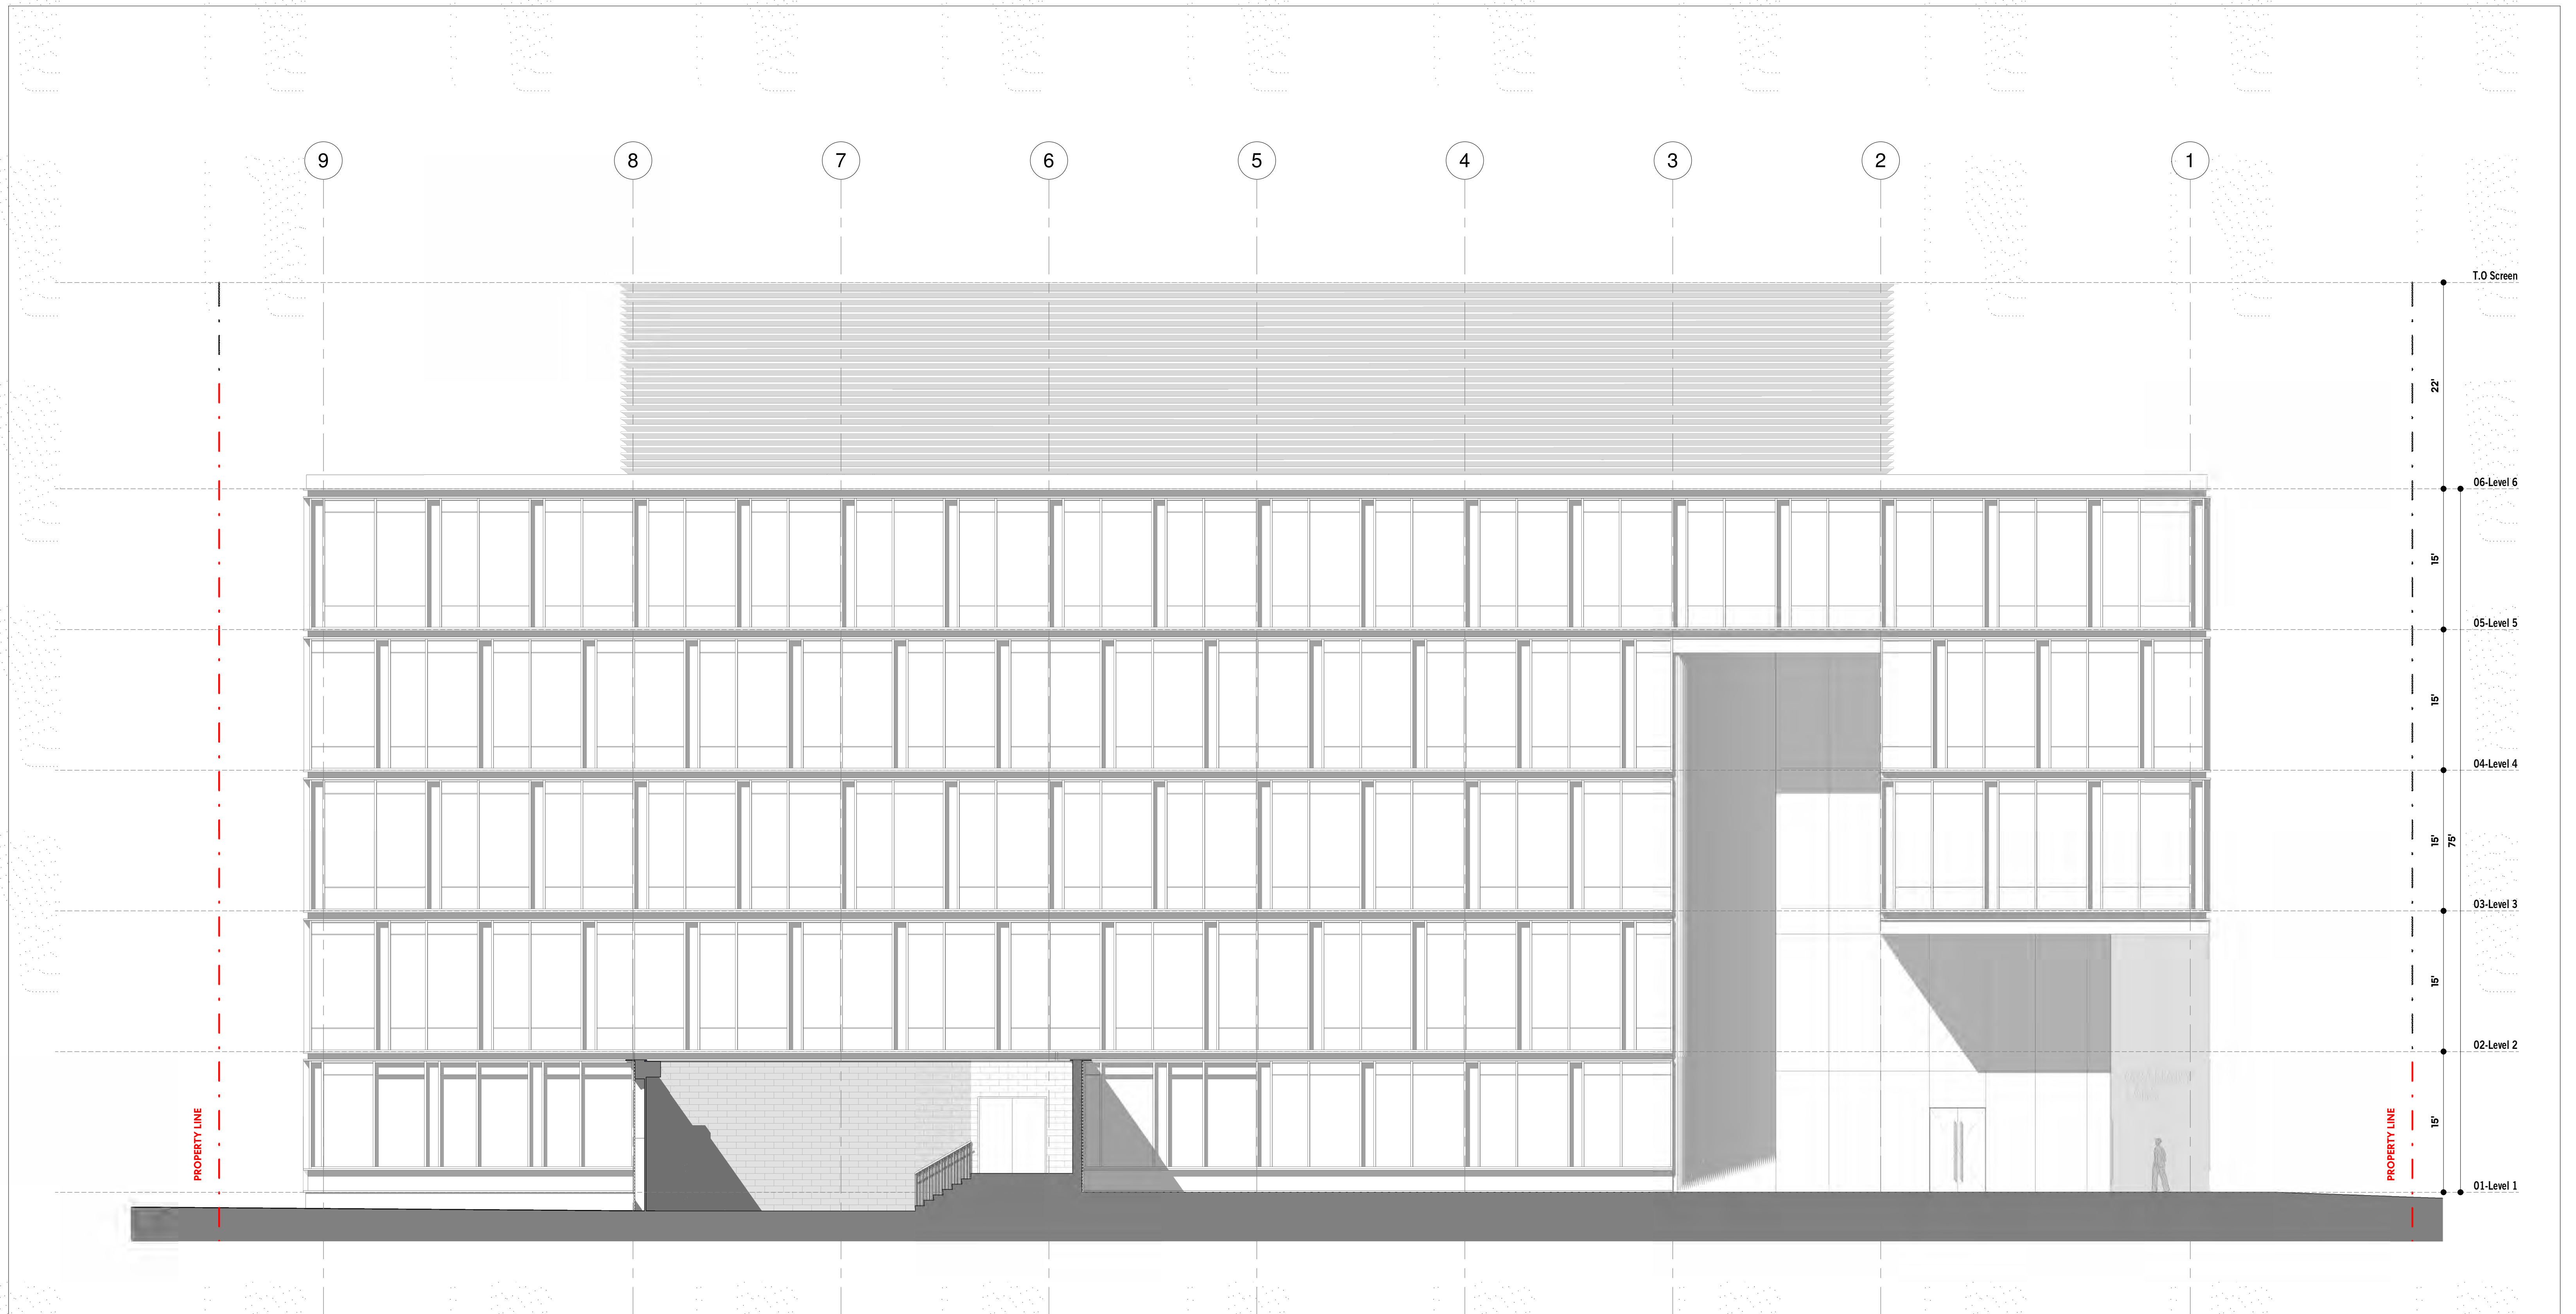 9
8
7
6
5
4
3
2
1
T.O Screen
22'
06-Level 6
15'
05-Level 5
15'
04-Level 4
15'
75'
03-Level 3
15'
02-Level 2
PROPERTY LINE
PROPERTY LINE
15'
01-Level 1